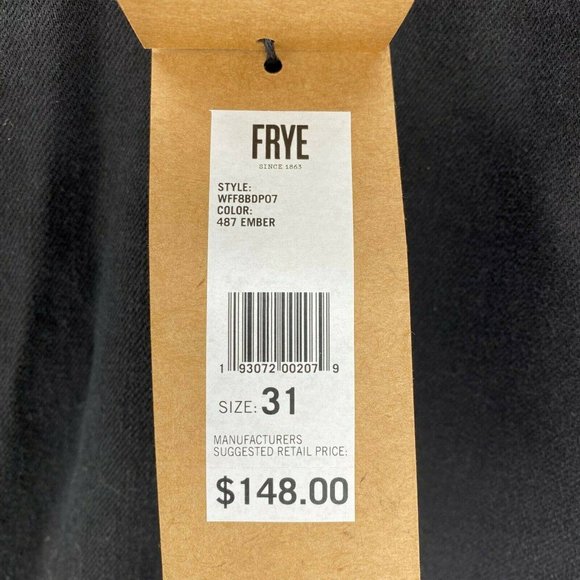 FRYE
SINCE 1863
STYLE:
WFF8BDP07
COLOR:
487 EMBER
1 93072 00207 9
SIZE: 31
MANUFACTURERS
SUGGESTED RETAIL PRICE:
$148.00